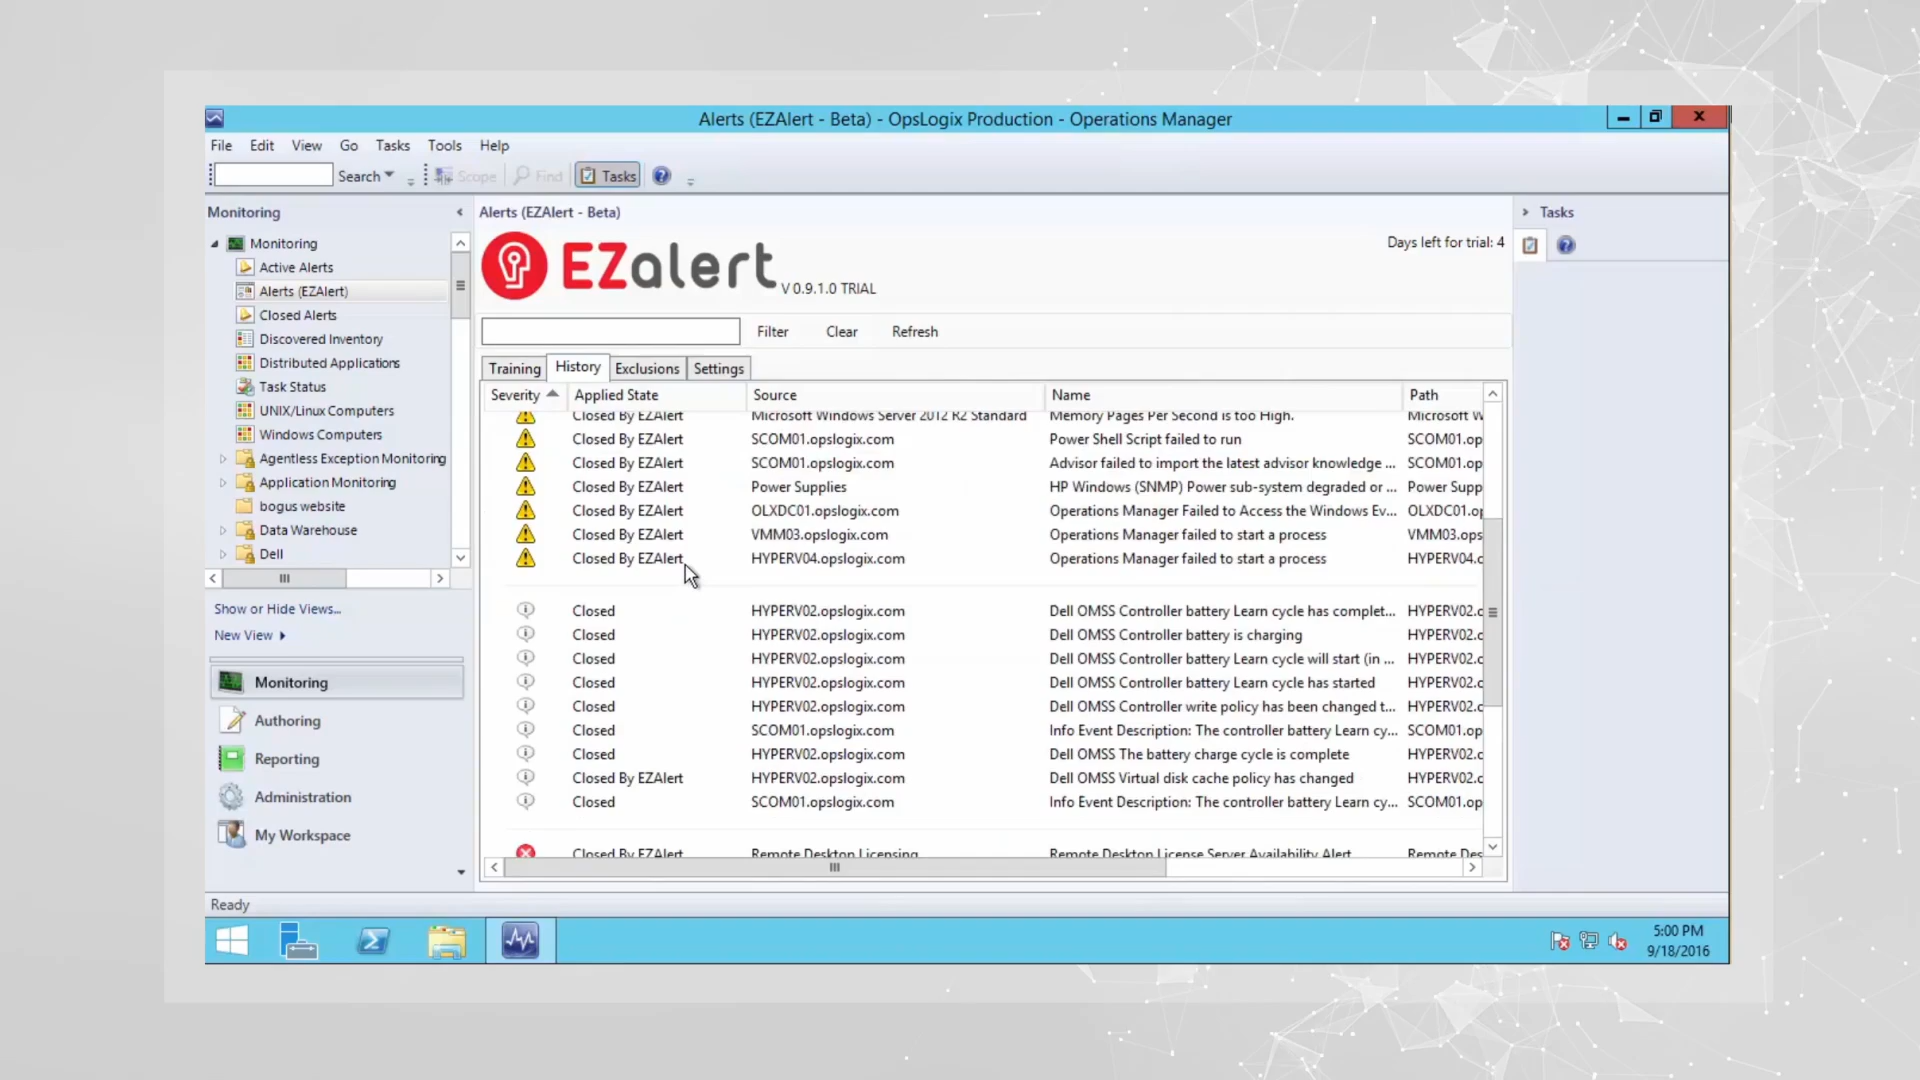 Alerts (EZAlert - Beta) - OpsLogix Production - Operations Manager
File Edit View Go Tasks Tools Help
Search Scope Find Tasks
Monitoring
Monitoring
Active Alerts
Alerts (EZAlert)
Closed Alerts
Discovered Inventory
Distributed Applications
Task Status
UNIX/Linux Computers
Windows Computers
Agentless Exception Monitoring
Application Monitoring
bogus website
Data Warehouse
Dell
Show or Hide Views...
New View
Monitoring
Authoring
Reporting
Administration
My Workspace
Alerts (EZAlert - Beta)
EZalert V 0.9.1.0 TRIAL
Days left for trial: 4
Filter Clear Refresh
Training History Exclusions Settings
Severity Applied State Source Name Path
Closed By EZAlert Microsoft Windows Server 2012 R2 Standard Memory Pages Per Second is too High. Microsoft W
Closed By EZAlert SCOM01.opslogix.com Power Shell Script failed to run SCOM01.op
Closed By EZAlert SCOM01.opslogix.com Advisor failed to import the latest advisor knowledge ... SCOM01.op
Closed By EZAlert Power Supplies HP Windows (SNMP) Power sub-system degraded or ... Power Supp
Closed By EZAlert OLXDC01.opslogix.com Operations Manager Failed to Access the Windows Ev... OLXDC01.op
Closed By EZAlert VMM03.opslogix.com Operations Manager failed to start a process VMM03.ops
Closed By EZAlert HYPERV04.opslogix.com Operations Manager failed to start a process HYPERV04.c
Closed HYPERV02.opslogix.com Dell OMSS Controller battery Learn cycle has complet... HYPERV02.c
Closed HYPERV02.opslogix.com Dell OMSS Controller battery is charging HYPERV02.c
Closed HYPERV02.opslogix.com Dell OMSS Controller battery Learn cycle will start (in ... HYPERV02.c
Closed HYPERV02.opslogix.com Dell OMSS Controller battery Learn cycle has started HYPERV02.c
Closed HYPERV02.opslogix.com Dell OMSS Controller write policy has been changed t... HYPERV02.c
Closed SCOM01.opslogix.com Info Event Description: The controller battery Learn cy... SCOM01.op
Closed HYPERV02.opslogix.com Dell OMSS The battery charge cycle is complete HYPERV02.c
Closed By EZAlert HYPERV02.opslogix.com Dell OMSS Virtual disk cache policy has changed HYPERV02.c
Closed SCOM01.opslogix.com Info Event Description: The controller battery Learn cy... SCOM01.op
Closed By EZAlert Remote Desktop Licensing Remote Desktop License Server Availability Alert Remote Des
Tasks
Ready
5:00 PM
9/18/2016